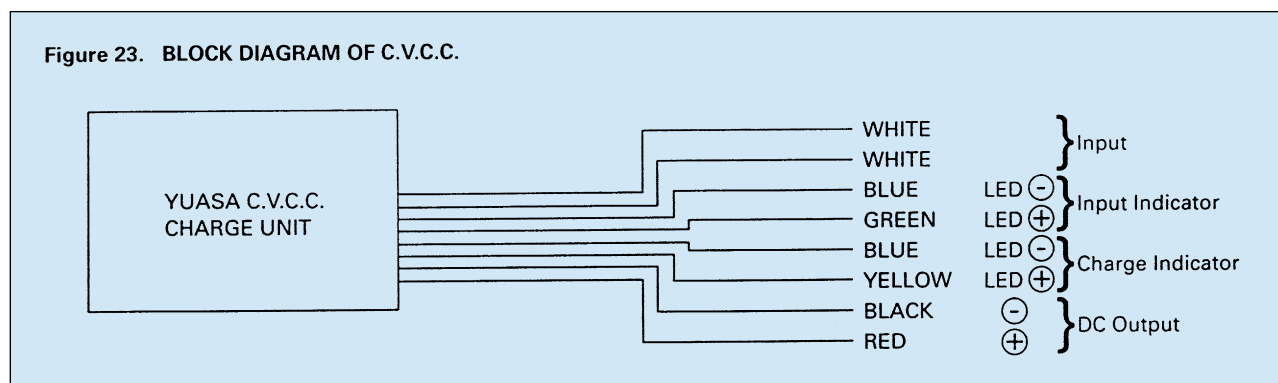 Figure 23. BLOCK DIAGRAM OF C.V.C.C.
YUASA C.V.C.C.
CHARGE UNIT
WHITE
WHITE
Input
BLUE LED ⊖
GREEN LED ⊕
Input Indicator
BLUE LED ⊖
YELLOW LED ⊕
Charge Indicator
BLACK ⊖
RED ⊕
DC Output